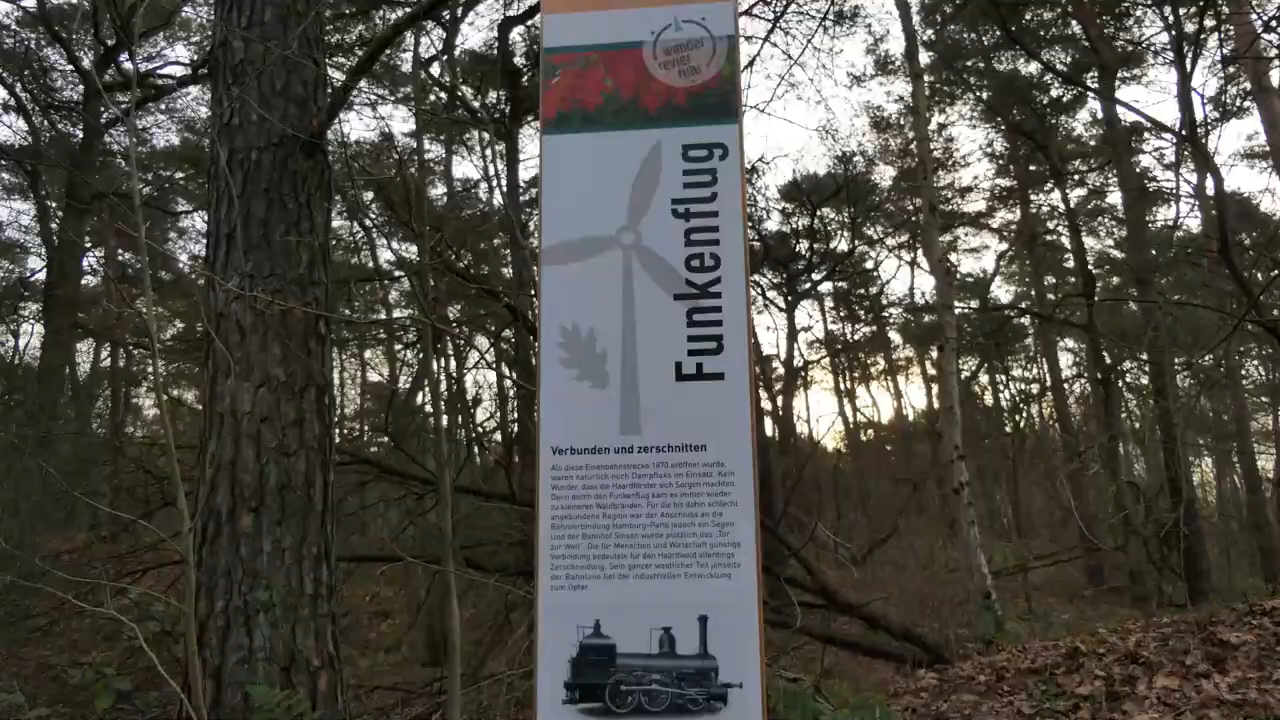 wander
revier
ruhr
Funkenflug
Verbunden und zerschnitten
Als diese Eisenbahnstrecke 1870 eröffnet wurde,
waren natürlich noch Dampfloks im Einsatz. Kein
Wunder, dass die Haardförster sich Sorgen machten.
Denn durch den Funkenflug kam es immer wieder
zu kleineren Waldbränden. Für die bis dahin schlecht
angebundene Region war der Anschluss an die
Bahnverbindung Hamburg-Paris jedoch ein Segen
und der Bahnhof Sinsen wurde plötzlich das „Tor
zur Welt“. Die für Menschen und Wirtschaft günstige
Verbindung bedeutete für den Haardwald allerdings
Zerschneidung. Sein ganzer westlicher Teil jenseits
der Bahnlinie fiel der industriellen Entwicklung
zum Opfer.